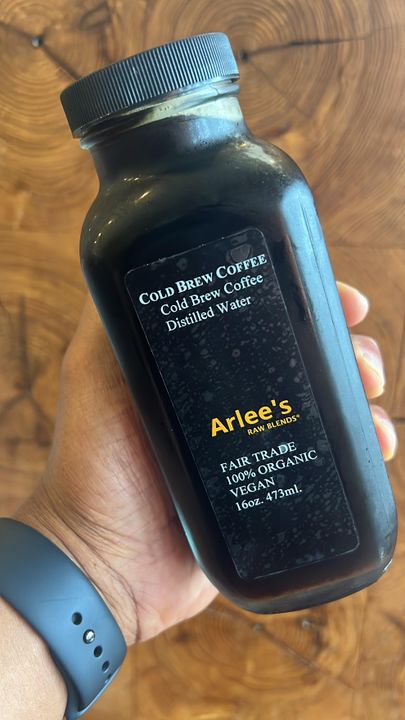 COLD BREW COFFEE
Cold Brew Coffee
Distilled Water
Arlee's
RAW BLENDS®
FAIR TRADE
100% ORGANIC
VEGAN
16oz. 473ml.